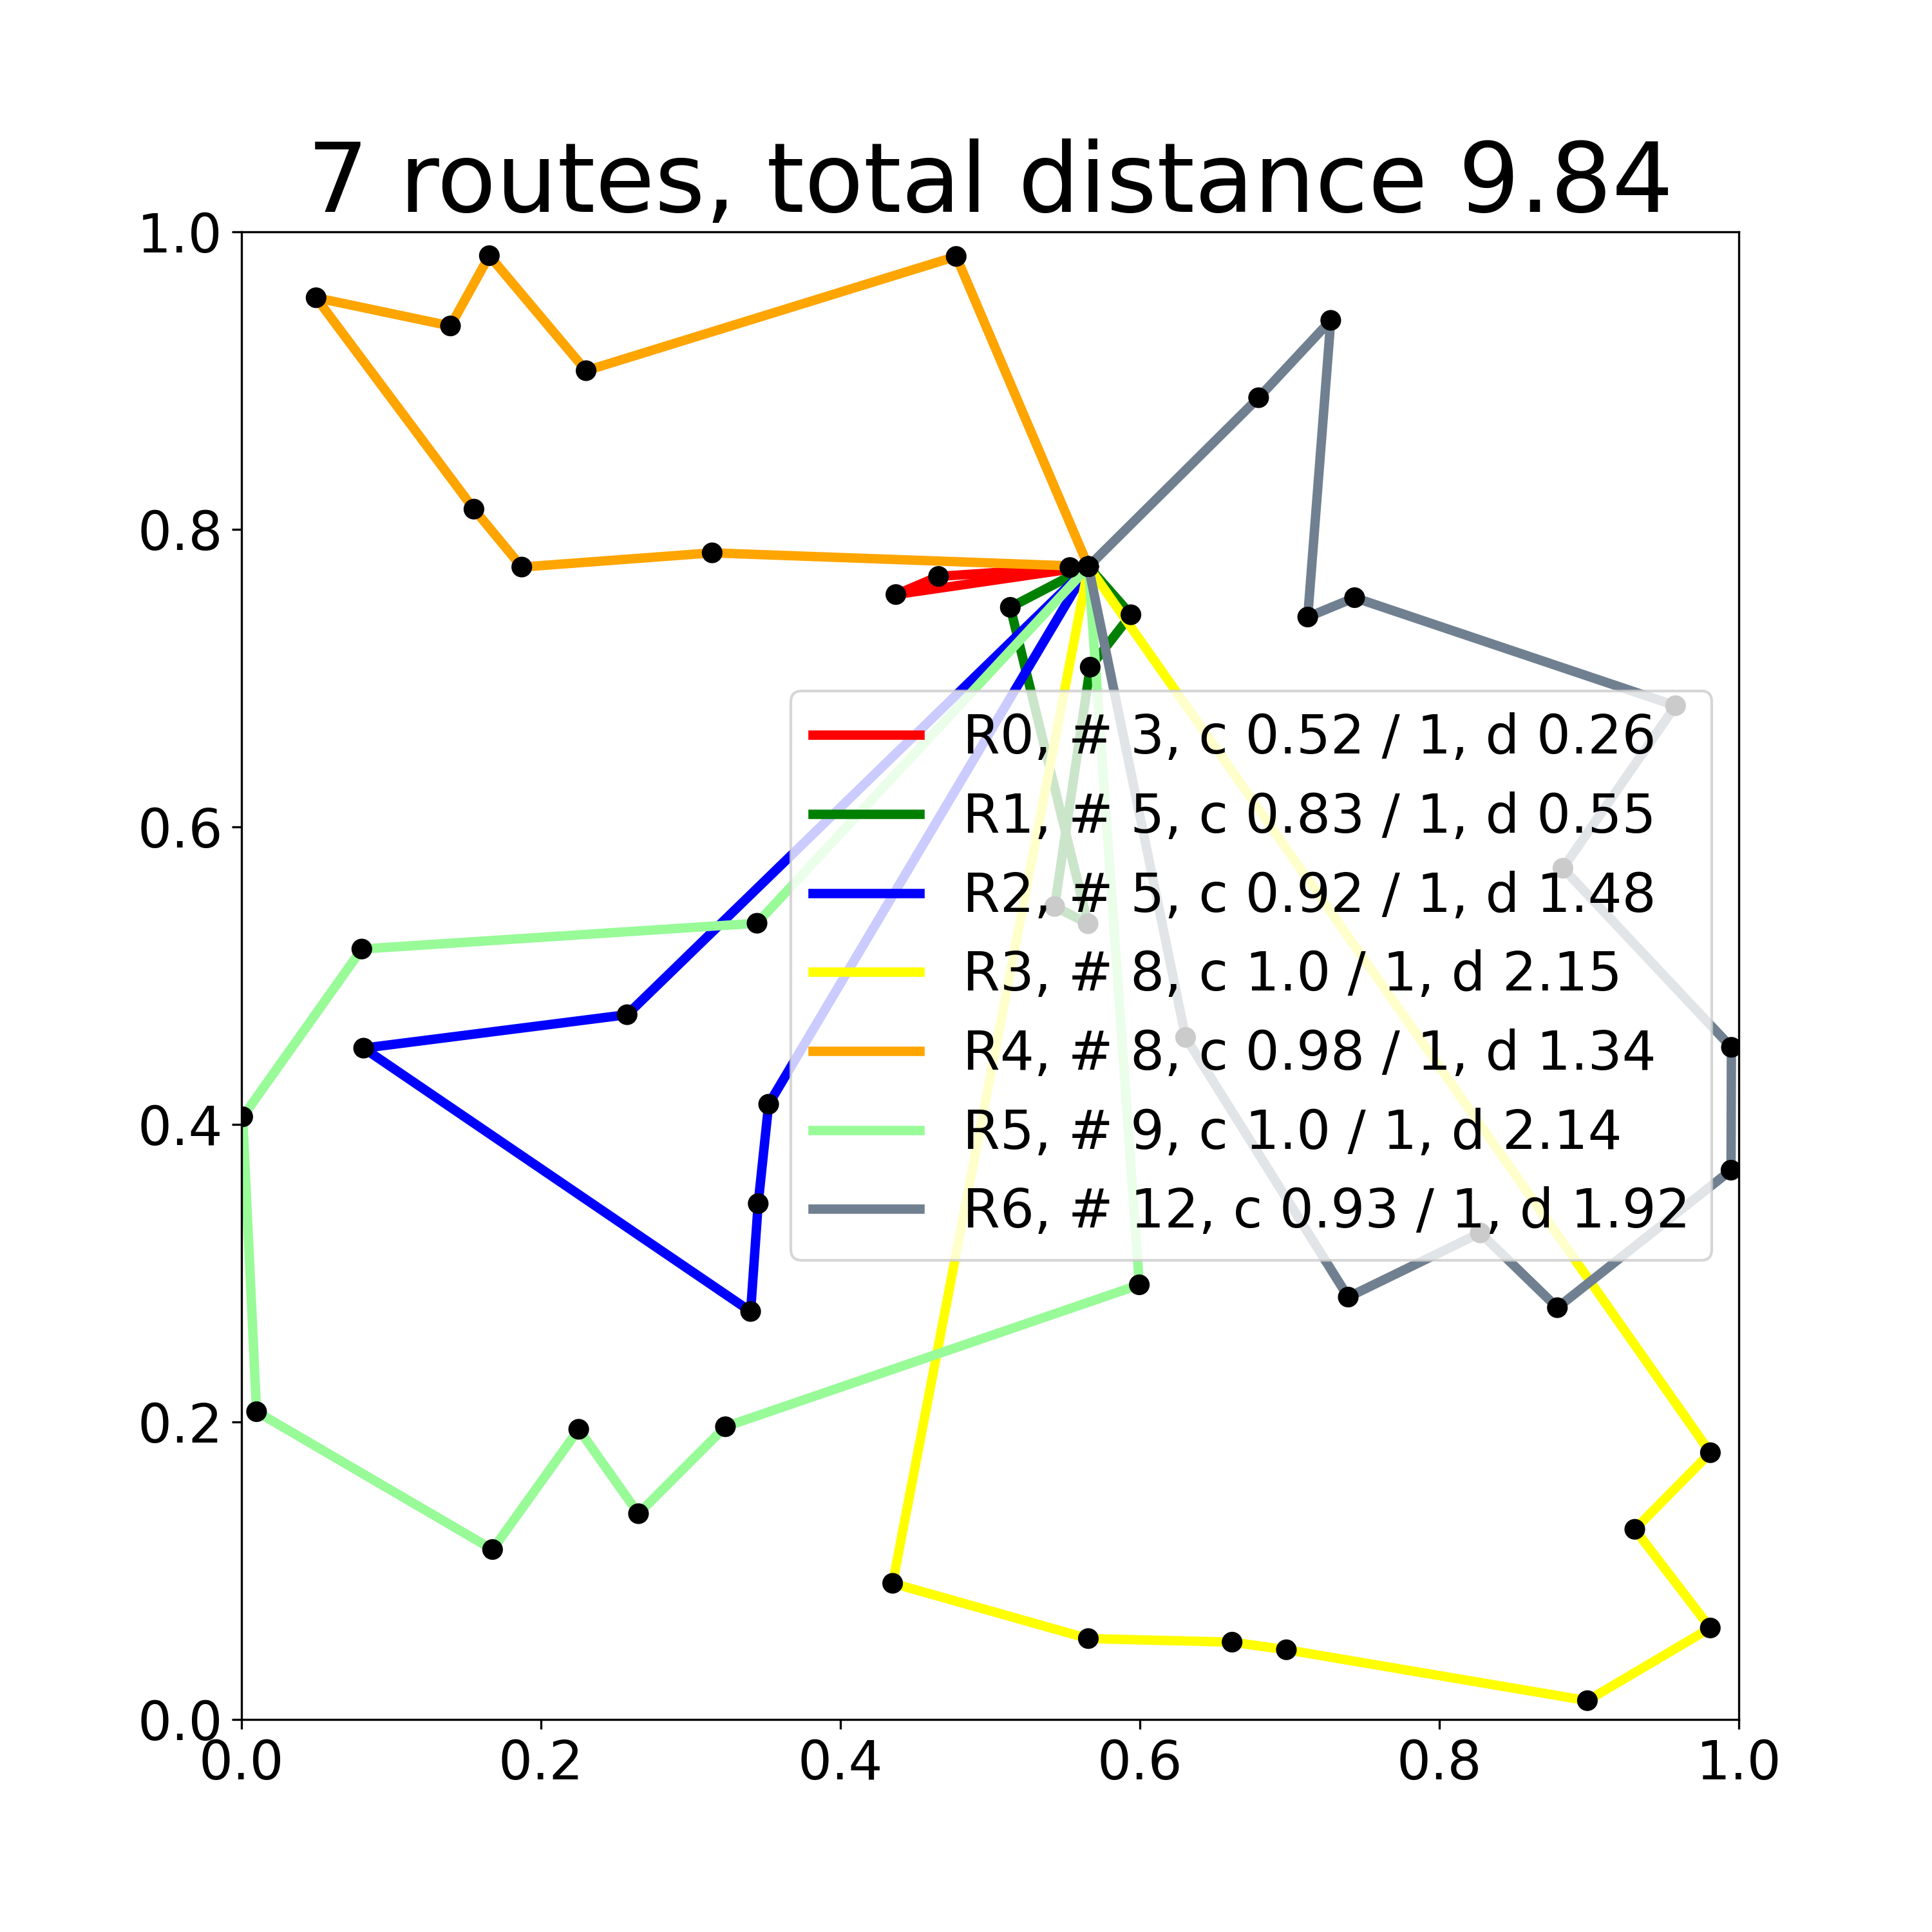 7 routes, total distance 9.84
1.0
0.8
0.6
0.4
0.2
0.0
0.0 0.2 0.4 0.6 0.8 1.0
R0, # 3, c 0.52 / 1, d 0.26
R1, # 5, c 0.83 / 1, d 0.55
R2, # 5, c 0.92 / 1, d 1.48
R3, # 8, c 1.0 / 1, d 2.15
R4, # 8, c 0.98 / 1, d 1.34
R5, # 9, c 1.0 / 1, d 2.14
R6, # 12, c 0.93 / 1, d 1.92